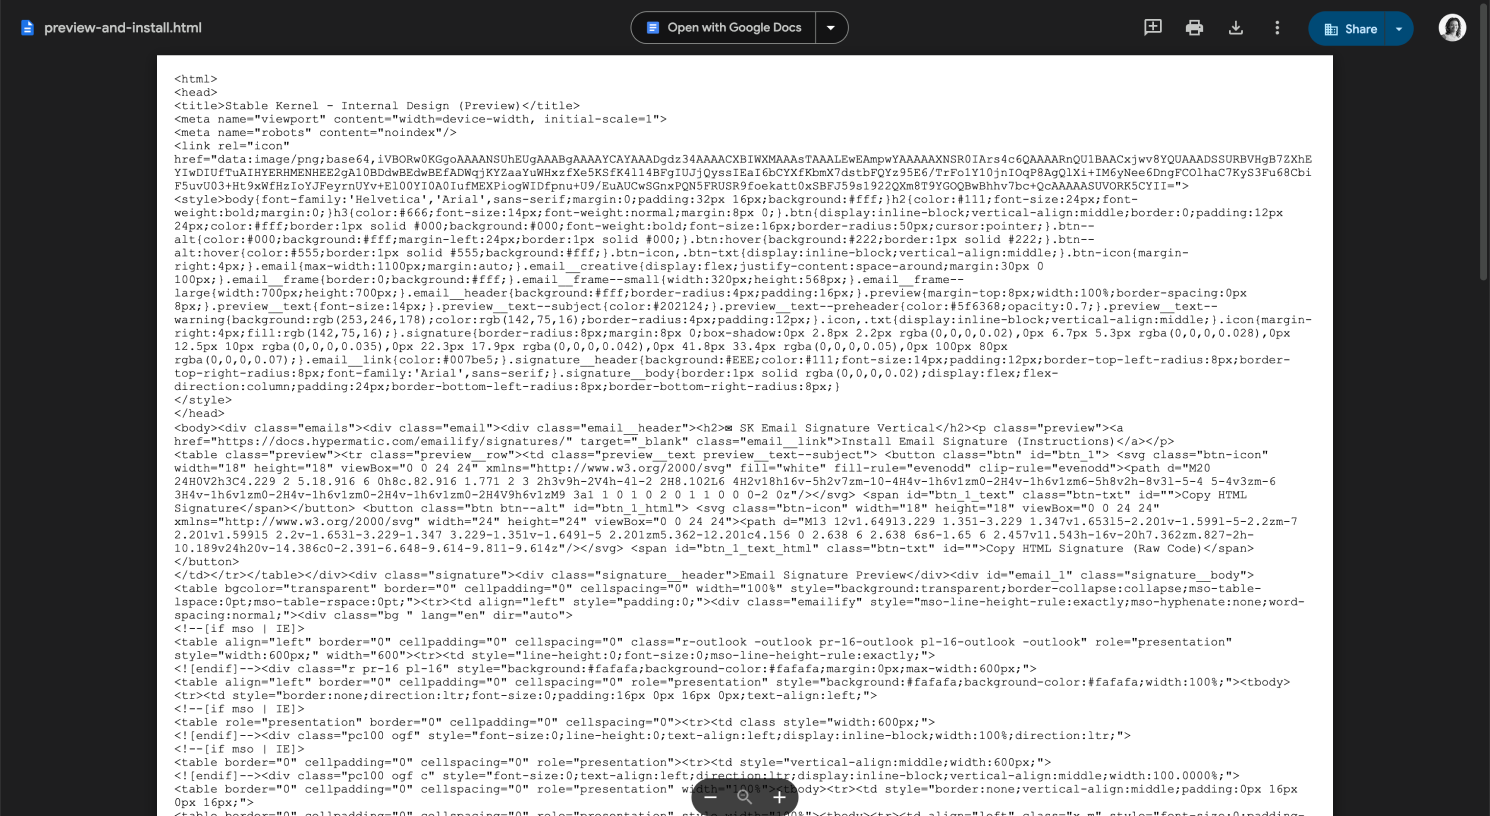 preview-and-install.html
Open with Google Docs
Share
<html>
<head>
<title>Stable Kernel - Internal Design (Preview)</title>
<meta name="viewport" content="width=device-width, initial-scale=1">
<meta name="robots" content="noindex"/>
<link rel="icon"
<style>body{font-family:'Helvetica','Arial',sans-serif;margin:0;padding:32px 16px;background:#fff;}h2{color:#111;font-size:24px;font-
weight:bold;margin:0;}h3{color:#666;font-size:14px;font-weight:normal;margin:8px 0;}.btn{display:inline-block;vertical-align:middle;border:0;padding:12px
24px;color:#fff;border:1px solid #000;background:#000;font-weight:bold;font-size:16px;border-radius:50px;cursor:pointer;}.btn--
alt{color:#000;background:#fff;margin-left:24px;border:1px solid #000;}.btn:hover{background:#222;border:1px solid #222;}.btn--
alt:hover{color:#555;border:1px solid #555;background:#fff;}.btn-icon,.btn-txt{display:inline-block;vertical-align:middle;}.btn-icon{margin-
right:4px;}.email{max-width:1100px;margin:auto;}.email__creative{display:flex;justify-content:space-around;margin:30px 0
100px;}.email__frame{border:0;background:#fff;}.email__frame--small{width:320px;height:568px;}.email__frame--
large{width:700px;height:700px;}.email__header{background:#fff;border-radius:4px;padding:16px;}.preview{margin-top:8px;width:100%;border-spacing:0px
8px;}.preview__text{font-size:14px;}.preview__text--subject{color:#202124;}.preview__text--preheader{color:#5f6368;opacity:0.7;}.preview__text--
warning{background:rgb(253,246,178);color:rgb(142,75,16);border-radius:4px;padding:12px;}.icon,.txt{display:inline-block;vertical-align:middle;}.icon{margin-
right:4px;fill:rgb(142,75,16);}.signature{border-radius:8px;margin:8px 0;box-shadow:0px 2.8px 2.2px rgba(0,0,0,0.02),0px 6.7px 5.3px rgba(0,0,0,0.028),0px
12.5px 10px rgba(0,0,0,0.035),0px 22.3px 17.9px rgba(0,0,0,0.042),0px 41.8px 33.4px rgba(0,0,0,0.05),0px 100px 80px
rgba(0,0,0,0.07);}.email__link{color:#007be5;}.signature__header{background:#EEE;color:#111;font-size:14px;padding:12px;border-top-left-radius:8px;border-
top-right-radius:8px;font-family:'Arial',sans-serif;}.signature__body{border:1px solid rgba(0,0,0,0.02);display:flex;flex-
direction:column;padding:24px;border-bottom-left-radius:8px;border-bottom-right-radius:8px;}
</style>
</head>
<body><div class="emails"><div class="email"><div class="email__header"><h2>✉ SK Email Signature Vertical</h2><p class="preview"><a
href="https://docs.hypermatic.com/emailify/signatures/" target="_blank" class="email__link">Install Email Signature (Instructions)</a></p>
<table class="preview"><tr class="preview__row"><td class="preview__text preview__text--subject"> <button class="btn" id="btn_1"> <svg class="btn-icon"
width="18" height="18" viewBox="0 0 24 24" xmlns="http://www.w3.org/2000/svg" fill="white" fill-rule="evenodd" clip-rule="evenodd"><path d="M20
24H0V2h3C4.229 2 5.18.916 6 0h8c.82.916 1.771 2 3 2h3v9h-2V4h-4l-2 2H8.102L6 4H2v18h16v-5h2v7zm-10-4H4v-1h6v1zm0-2H4v-1h6v1zm6-5h8v2h-8v3l-5-4 5-4v3zm-6
3H4v-1h6v1zm0-2H4v-1h6v1zm0-2H4V9h6v1zM9 3a1 1 0 1 0 2 0 1 1 0 0 0-2 0z"/></svg> <span id="btn_1_text" class="btn-txt" id="">Copy HTML
Signature</span></button> <button class="btn btn--alt" id="btn_1_html"> <svg class="btn-icon" width="18" height="18" viewBox="0 0 24 24"
xmlns="http://www.w3.org/2000/svg" width="24" height="24" viewBox="0 0 24 24"><path d="M13 12v1.649l3.229 1.351-3.229 1.347v1.653l5-2.201v-1.599l-5-2.2zm-7
2.201v1.599l5 2.2v-1.653l-3.229-1.347 3.229-1.351v-1.649l-5 2.201zm5.362-12.201c4.156 0 2.638 6 2.638 6s6-1.65 6 2.457v11.543h-16v-20h7.362zm.827-2h-
10.189v24h20v-14.386c0-2.391-6.648-9.614-9.811-9.614z"/></svg> <span id="btn_1_text_html" class="btn-txt" id="">Copy HTML Signature (Raw Code)</span>
</button>
</td></tr></table></div><div class="signature"><div class="signature__header">Email Signature Preview</div><div id="email_1" class="signature__body">
<table bgcolor="transparent" border="0" cellpadding="0" cellspacing="0" width="100%" style="background:transparent;border-collapse:collapse;mso-table-
lspace:0pt;mso-table-rspace:0pt;"><tr><td align="left" style="padding:0;"><div class="emailify" style="mso-line-height-rule:exactly;mso-hyphenate:none;word-
spacing:normal;"><div class="bg " lang="en" dir="auto">
<!--[if mso | IE]>
<table align="left" border="0" cellpadding="0" cellspacing="0" class="r-outlook -outlook pr-16-outlook pl-16-outlook -outlook" role="presentation"
style="width:600px;" width="600"><tr><td style="line-height:0;font-size:0;mso-line-height-rule:exactly;">
<![endif]--><div class="r pr-16 pl-16" style="background:#fafafa;background-color:#fafafa;margin:0px;max-width:600px;">
<table align="left" border="0" cellpadding="0" cellspacing="0" role="presentation" style="background:#fafafa;background-color:#fafafa;width:100%;"><tbody>
<tr><td style="border:none;direction:ltr;font-size:0;padding:16px 0px 16px 0px;text-align:left;">
<!--[if mso | IE]>
<table role="presentation" border="0" cellpadding="0" cellspacing="0"><tr><td class style="width:600px;">
<![endif]--><div class="pc100 ogf" style="font-size:0;line-height:0;text-align:left;display:inline-block;width:100%;direction:ltr;">
<!--[if mso | IE]>
<table border="0" cellpadding="0" cellspacing="0" role="presentation"><tr><td style="vertical-align:middle;width:600px;">
<![endif]--><div class="pc100 ogf c" style="font-size:0;text-align:left;direction:ltr;display:inline-block;vertical-align:middle;width:100.0000%;">
<table border="0" cellpadding="0" cellspacing="0" role="presentation" width="100%"><tbody><tr><td style="border:none;vertical-align:middle;padding:0px 16px
0px 16px;">